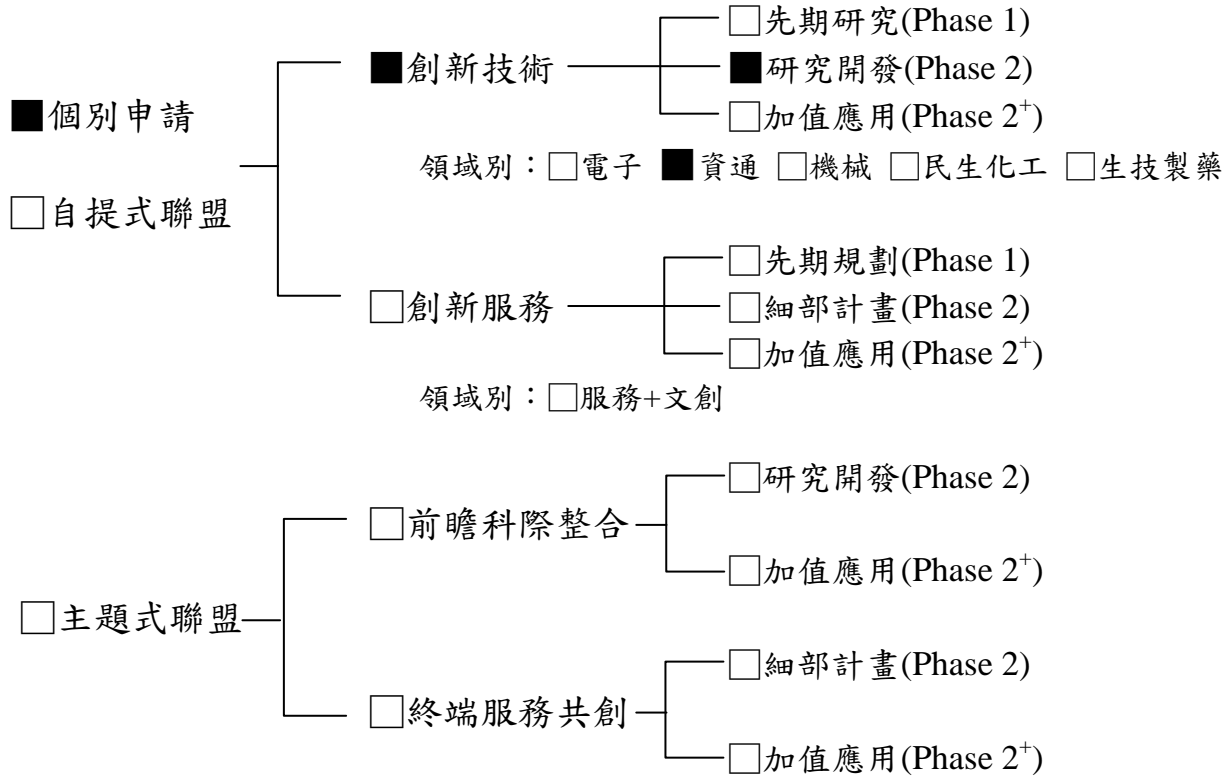 □先期研究(Phase 1)
■創新技術
■研究開發(Phase 2)
■個別申請
□加值應用(Phase 2⁺)
領域別：□電子 ■資通 □機械 □民生化工 □生技製藥
□自提式聯盟
□先期規劃(Phase 1)
□創新服務
□細部計畫(Phase 2)
□加值應用(Phase 2⁺)
領域別：□服務+文創
□研究開發(Phase 2)
□前瞻科際整合
□加值應用(Phase 2⁺)
□主題式聯盟
□細部計畫(Phase 2)
□終端服務共創
□加值應用(Phase 2⁺)